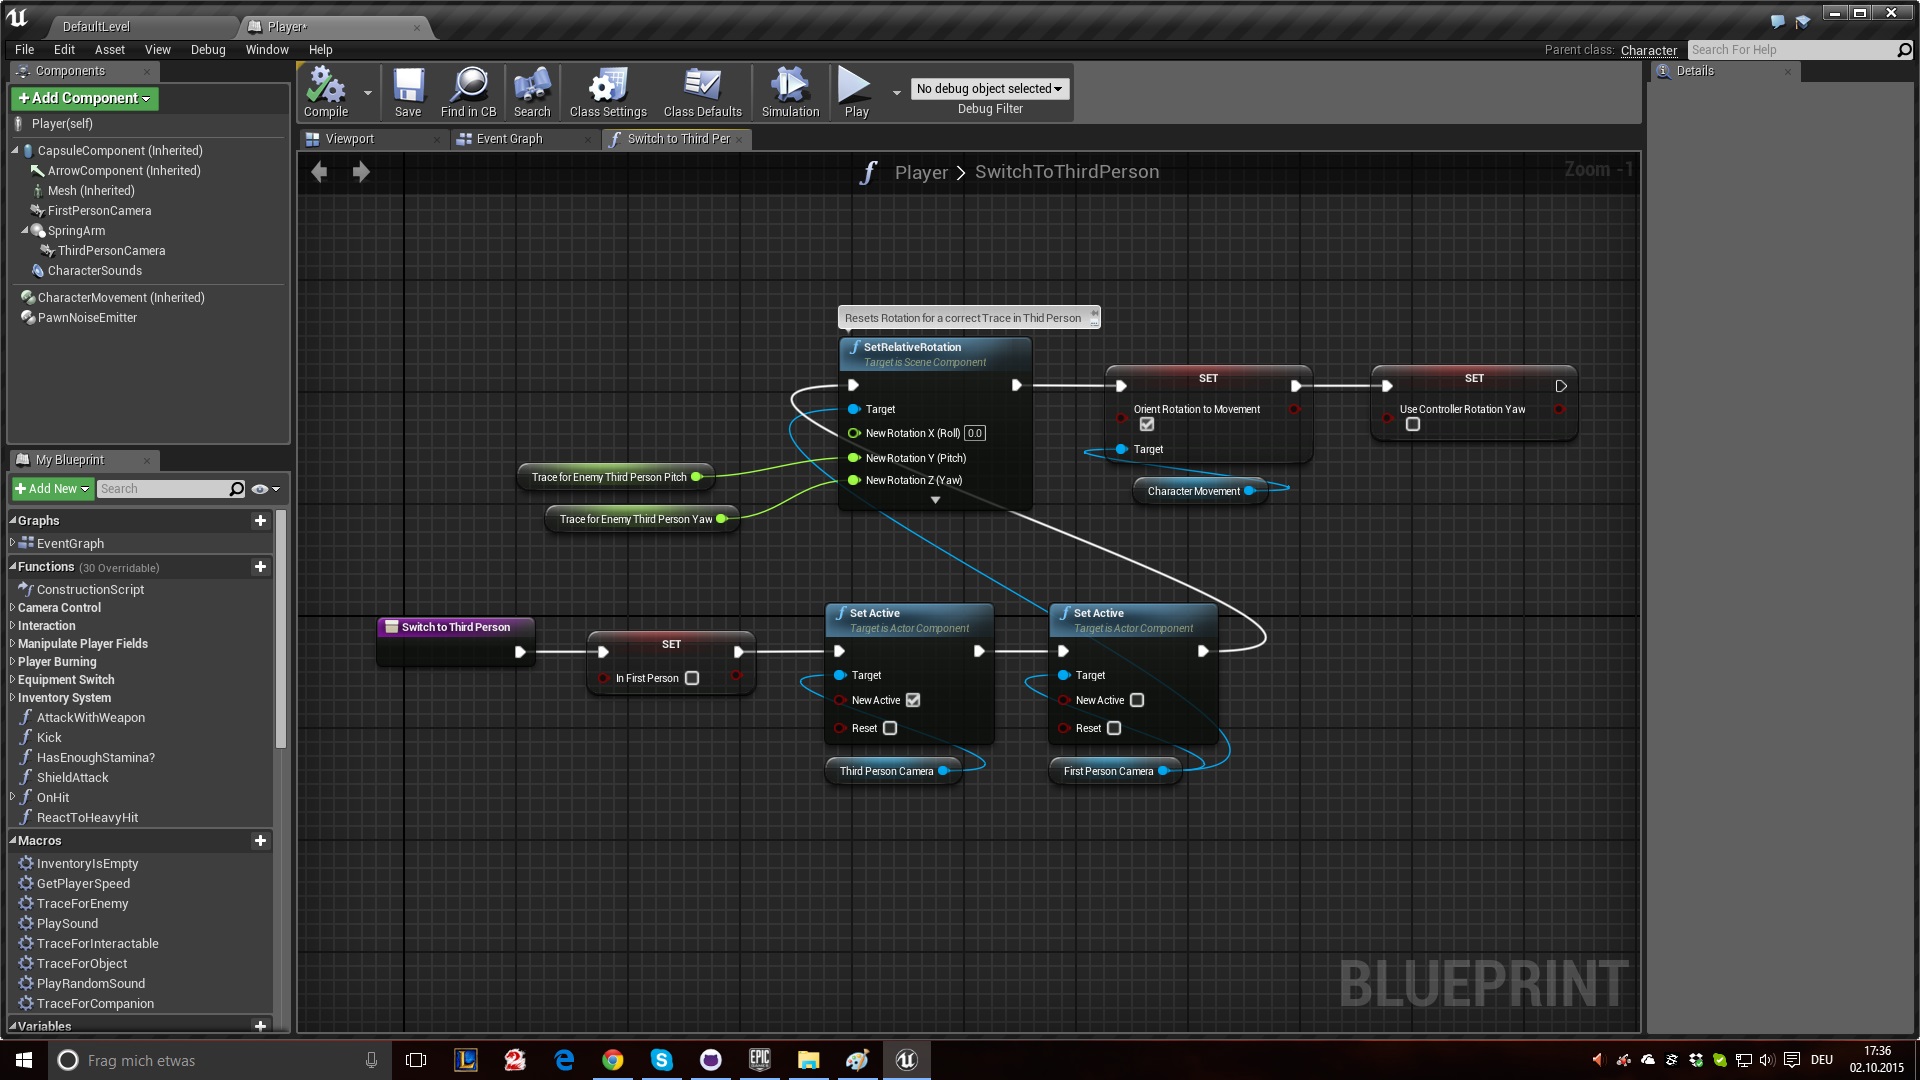 DefaultLevel
Player*
File Edit Asset View Debug Window Help
Parent class: Character
Search For Help
Components
+Add Component
Player(self)
CapsuleComponent (Inherited)
ArrowComponent (Inherited)
Mesh (Inherited)
FirstPersonCamera
SpringArm
ThirdPersonCamera
CharacterSounds
CharacterMovement (Inherited)
PawnNoiseEmitter
Compile
Save
Find in CB
Search
Class Settings
Class Defaults
Simulation
Play
No debug object selected
Debug Filter
Details
Viewport
Event Graph
Switch to Third Per
Player > SwitchToThirdPerson
Zoom -1
Resets Rotation for a correct Trace in Thid Person
SetRelativeRotation
Target is Scene Component
Target
New Rotation X (Roll) 0.0
New Rotation Y (Pitch)
New Rotation Z (Yaw)
Trace for Enemy Third Person Pitch
Trace for Enemy Third Person Yaw
SET
Orient Rotation to Movement
Target
Character Movement
SET
Use Controller Rotation Yaw
Switch to Third Person
SET
In First Person
Set Active
Target is Actor Component
Target
New Active
Reset
Third Person Camera
Set Active
Target is Actor Component
Target
New Active
Reset
First Person Camera
BLUEPRINT
My Blueprint
+Add New
Search
Graphs
EventGraph
Functions (30 Overridable)
ConstructionScript
Camera Control
Interaction
Manipulate Player Fields
Player Burning
Equipment Switch
Inventory System
AttackWithWeapon
Kick
HasEnoughStamina?
ShieldAttack
OnHit
ReactToHeavyHit
Macros
InventoryIsEmpty
GetPlayerSpeed
TraceForEnemy
PlaySound
TraceForInteractable
TraceForObject
PlayRandomSound
TraceForCompanion
Variables
Frag mich etwas
EPIC
DEU
17:36
02.10.2015